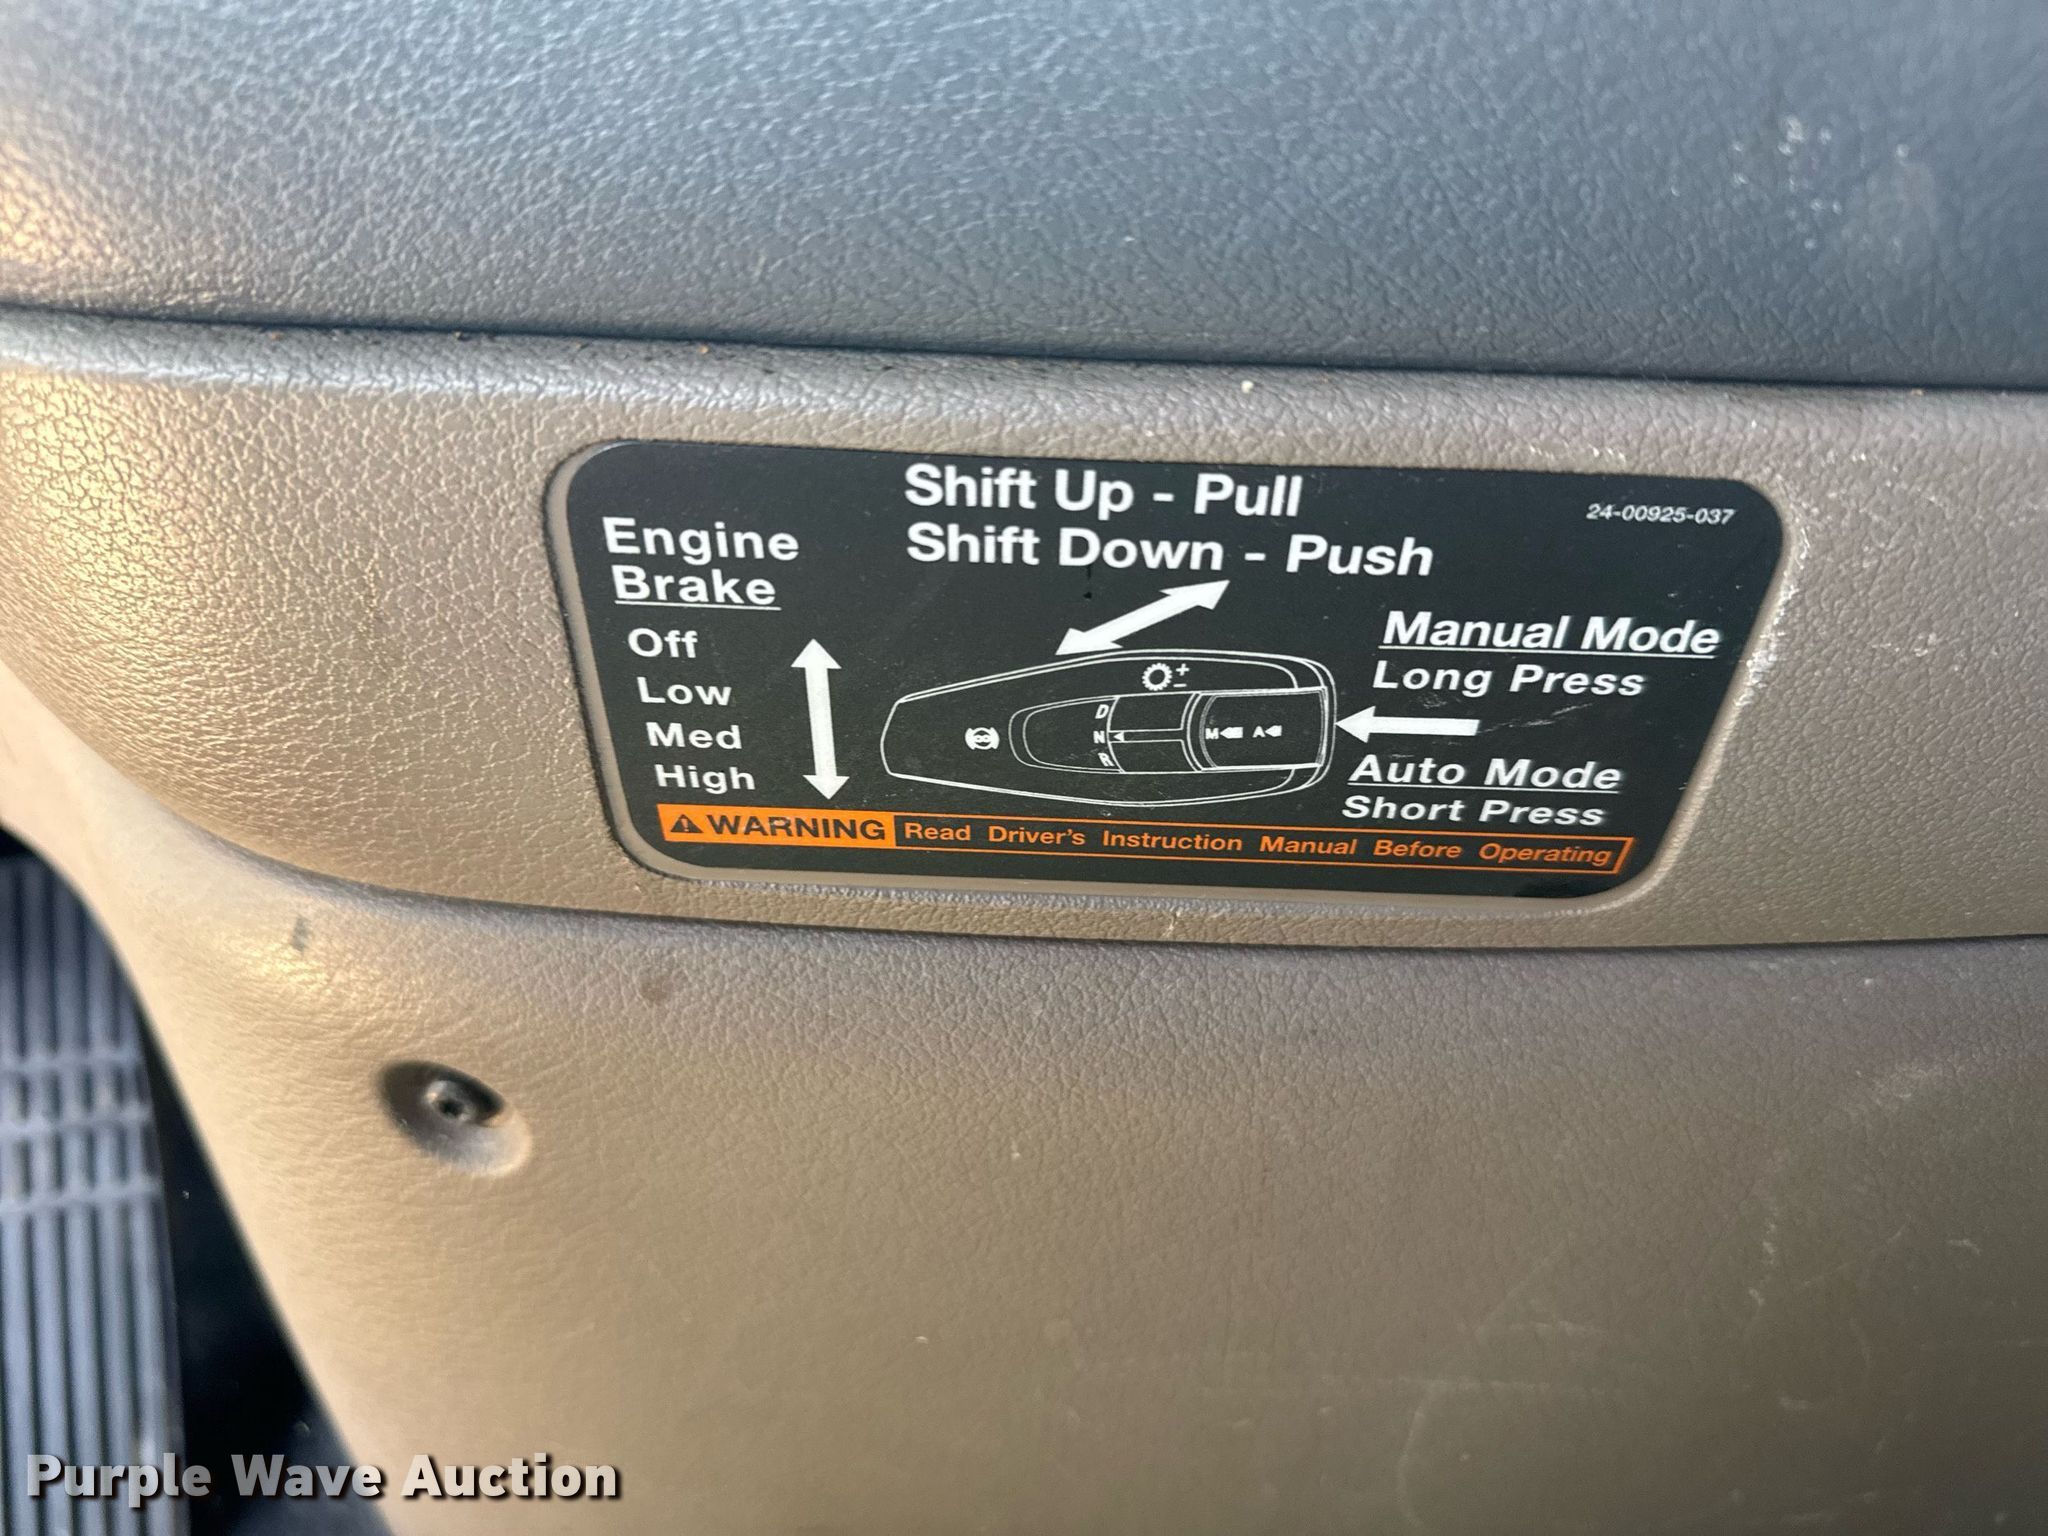 Shift Up - Pull
Shift Down - Push
24-00925-037
Engine
Brake
Off
Low
Med
High
D
N
R
+
-
M
A
Manual Mode
Long Press
Auto Mode
Short Press
WARNING Read Driver's Instruction Manual Before Operating
Purple Wave Auction